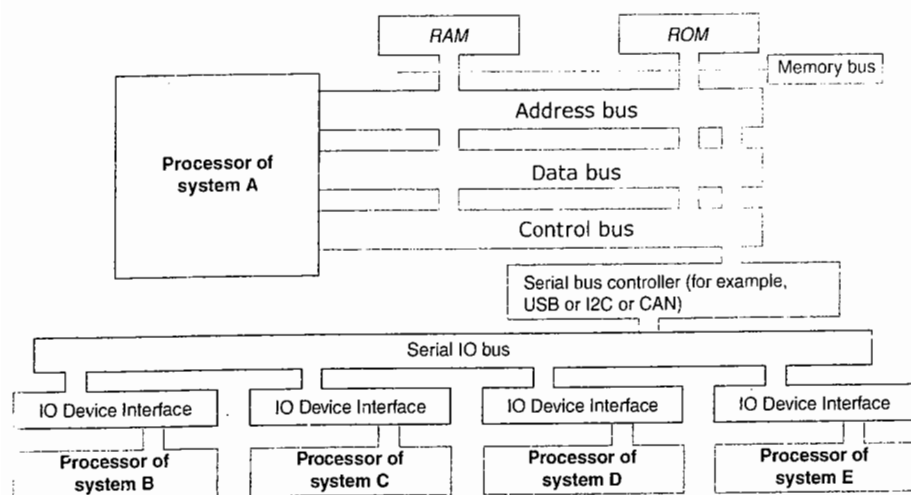 RAM
ROM
Memory bus
Address bus
Processor of
system A
Data bus
Control bus
Serial bus controller (for example,
USB or I2C or CAN)
Serial IO bus
IO Device Interface
IO Device Interface
IO Device Interface
IO Device Interface
Processor of
system B
Processor of
system C
Processor of
system D
Processor of
system E